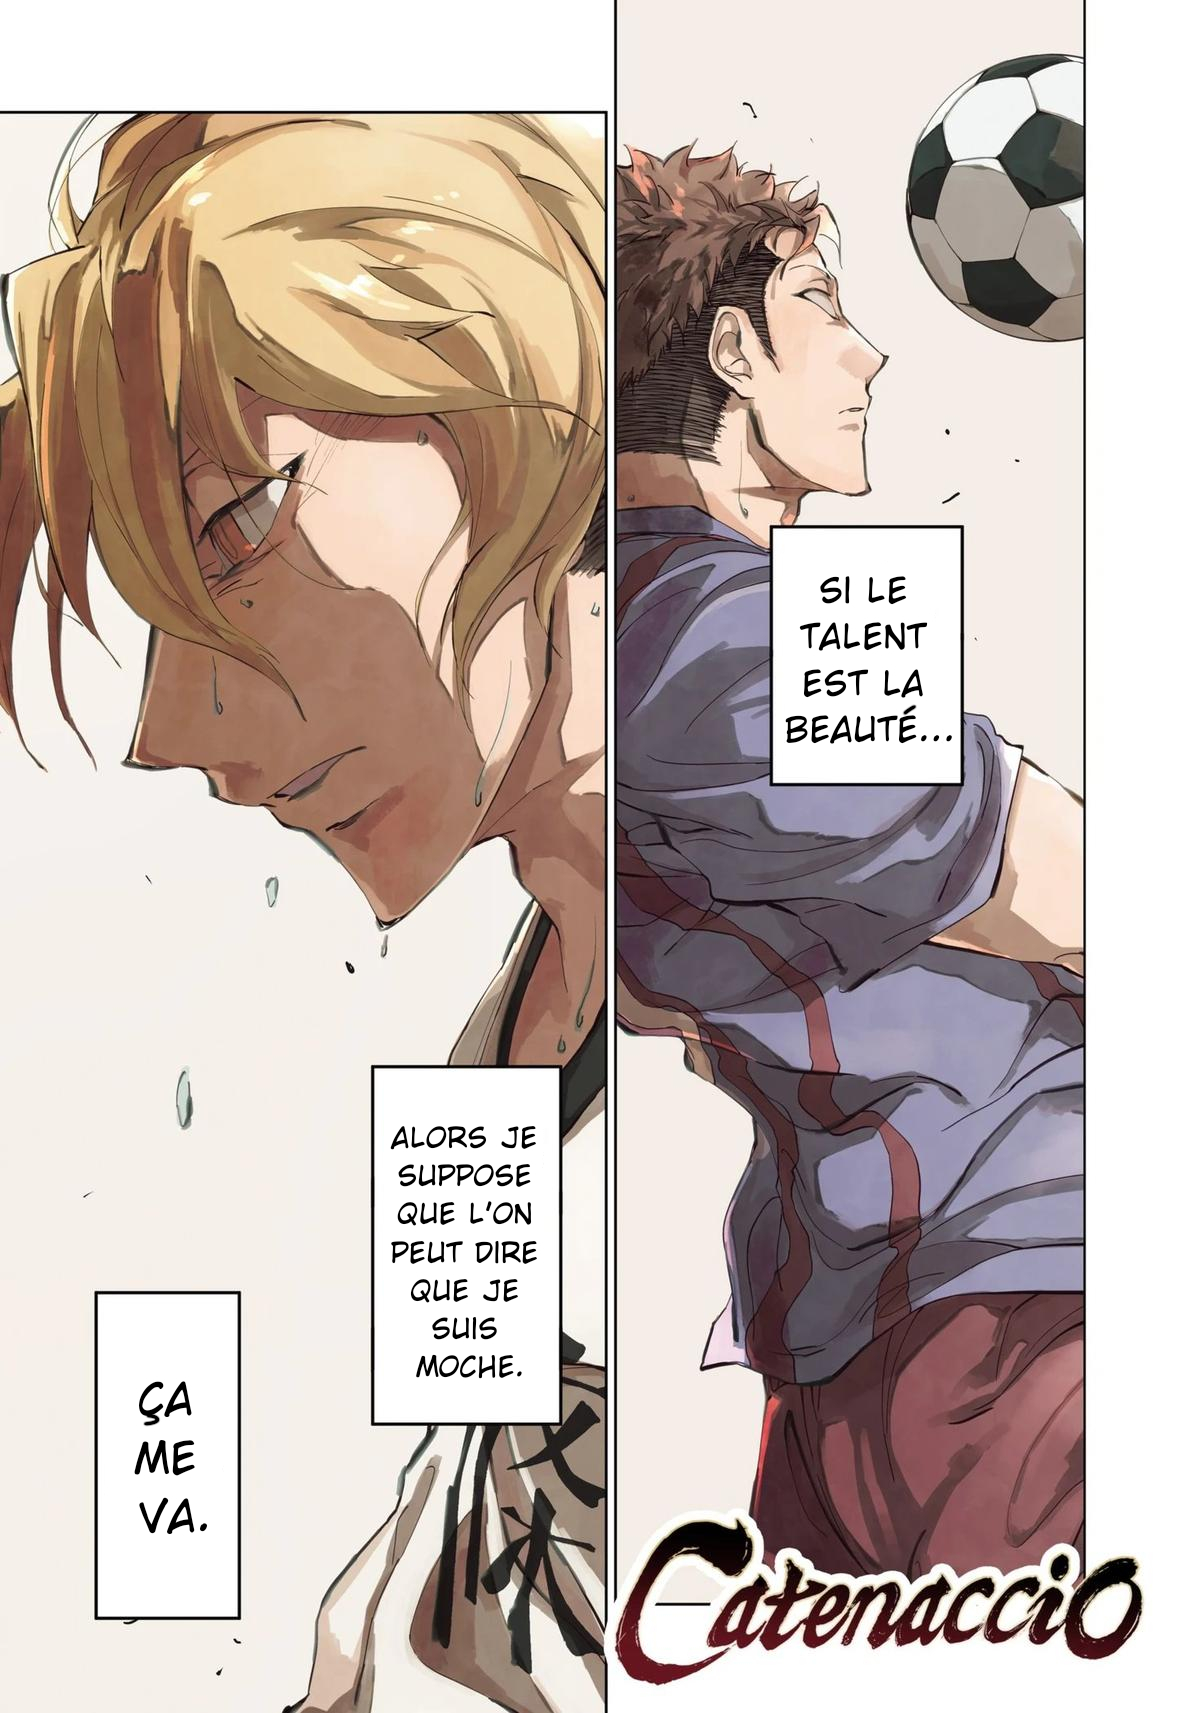 SI LE
TALENT
EST LA
BEAUTÉ...
ALORS JE
SUPPOSE
QUE L'ON
PEUT DIRE
QUE JE
SUIS
MOCHE.
ÇA
ME
VA.
Catenaccio